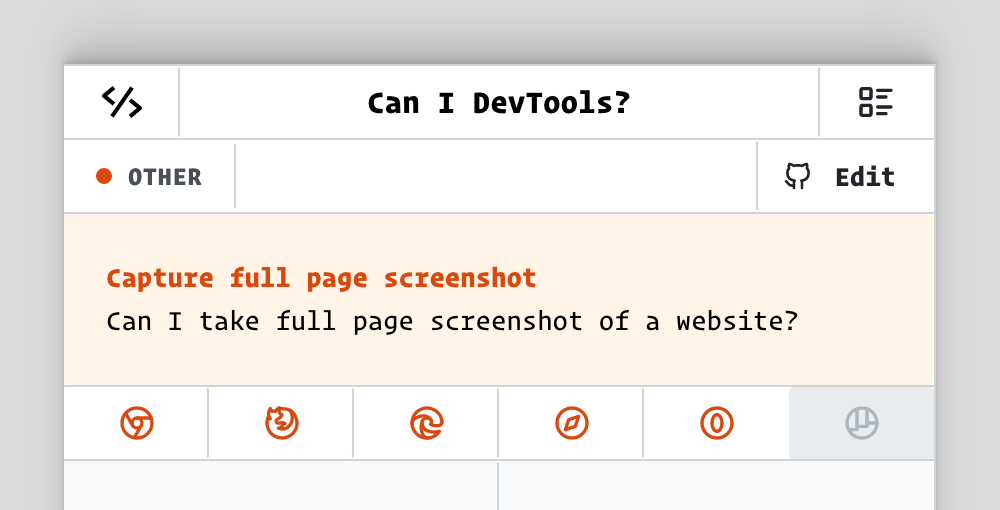 Can I DevTools?
OTHER
Edit
Capture full page screenshot
Can I take full page screenshot of a website?